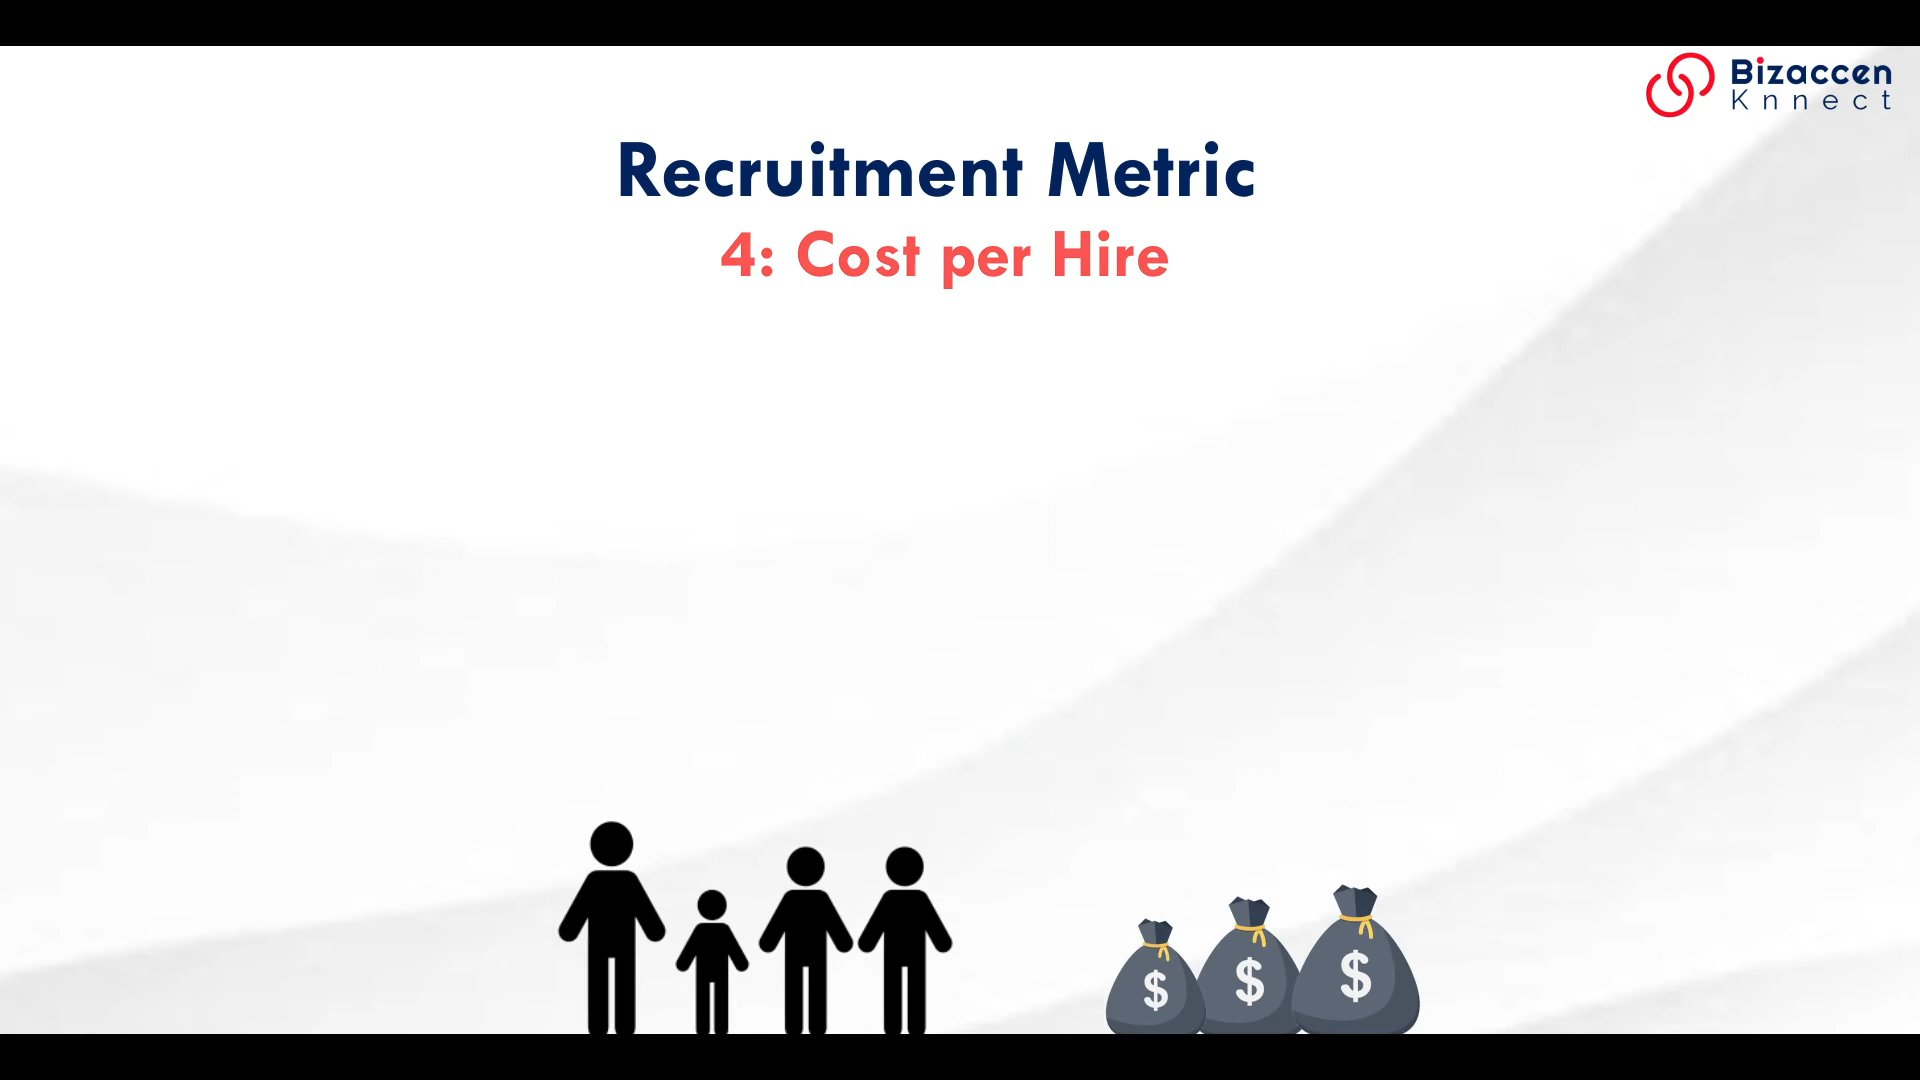 Bizaccen
Knnect
Recruitment Metric
4: Cost per Hire
$ $ $